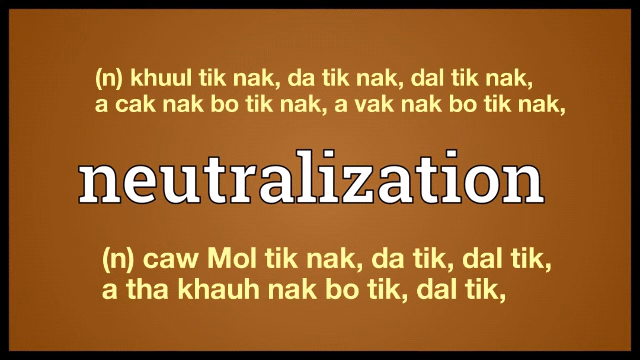 (n) khuul tik nak, da tik nak, dal tik nak,
a cak nak bo tik nak, a vak nak bo tik nak,
neutralization
(n) caw Mol tik nak, da tik, dal tik,
a tha khauh nak bo tik, dal tik,